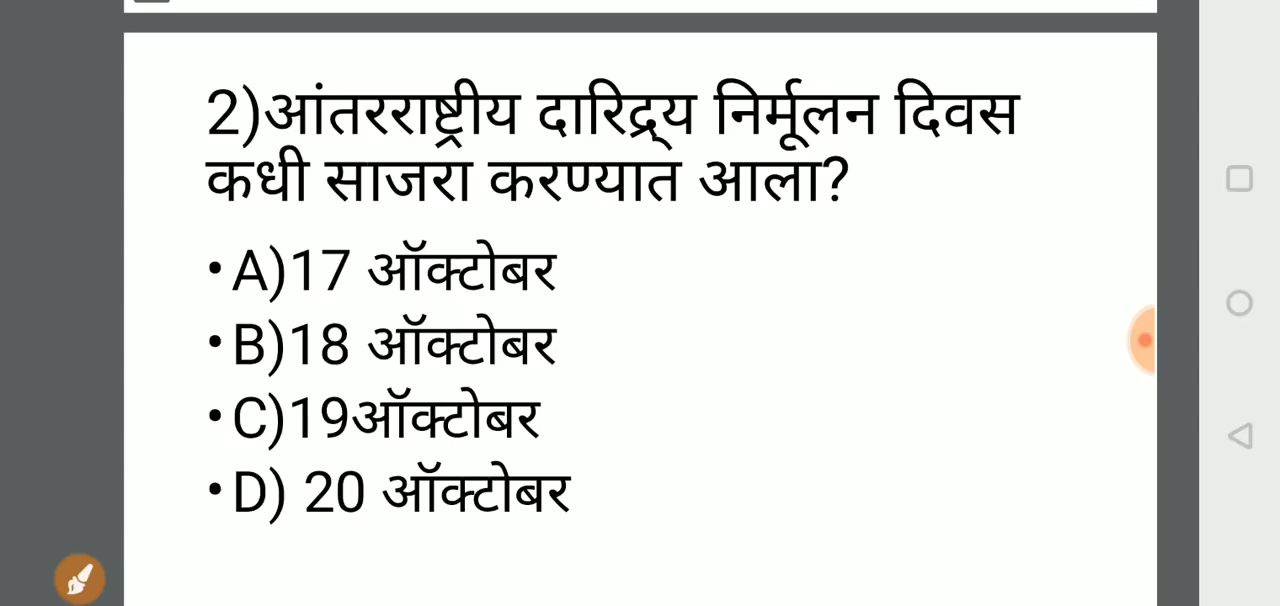 2)आंतरराष्ट्रीय दारिद्र्य निर्मूलन दिवस
कधी साजरा करण्यात आला?
•A)17 ऑक्टोबर
•B)18 ऑक्टोबर
•C)19ऑक्टोबर
•D) 20 ऑक्टोबर